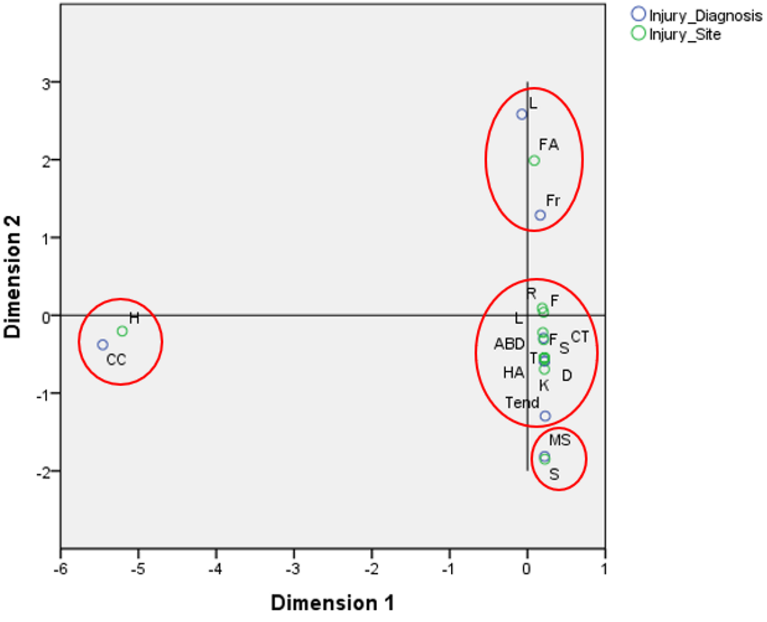 Injury_Diagnosis
Injury_Site
3
2
1
0
-1
-2
Dimension 2
L
FA
Fr
H
CC
R
F
L
ABD
F
S
CT
T
HA
K
D
Tend
MS
S
-6
-5
-4
-3
-2
-1
0
1
Dimension 1